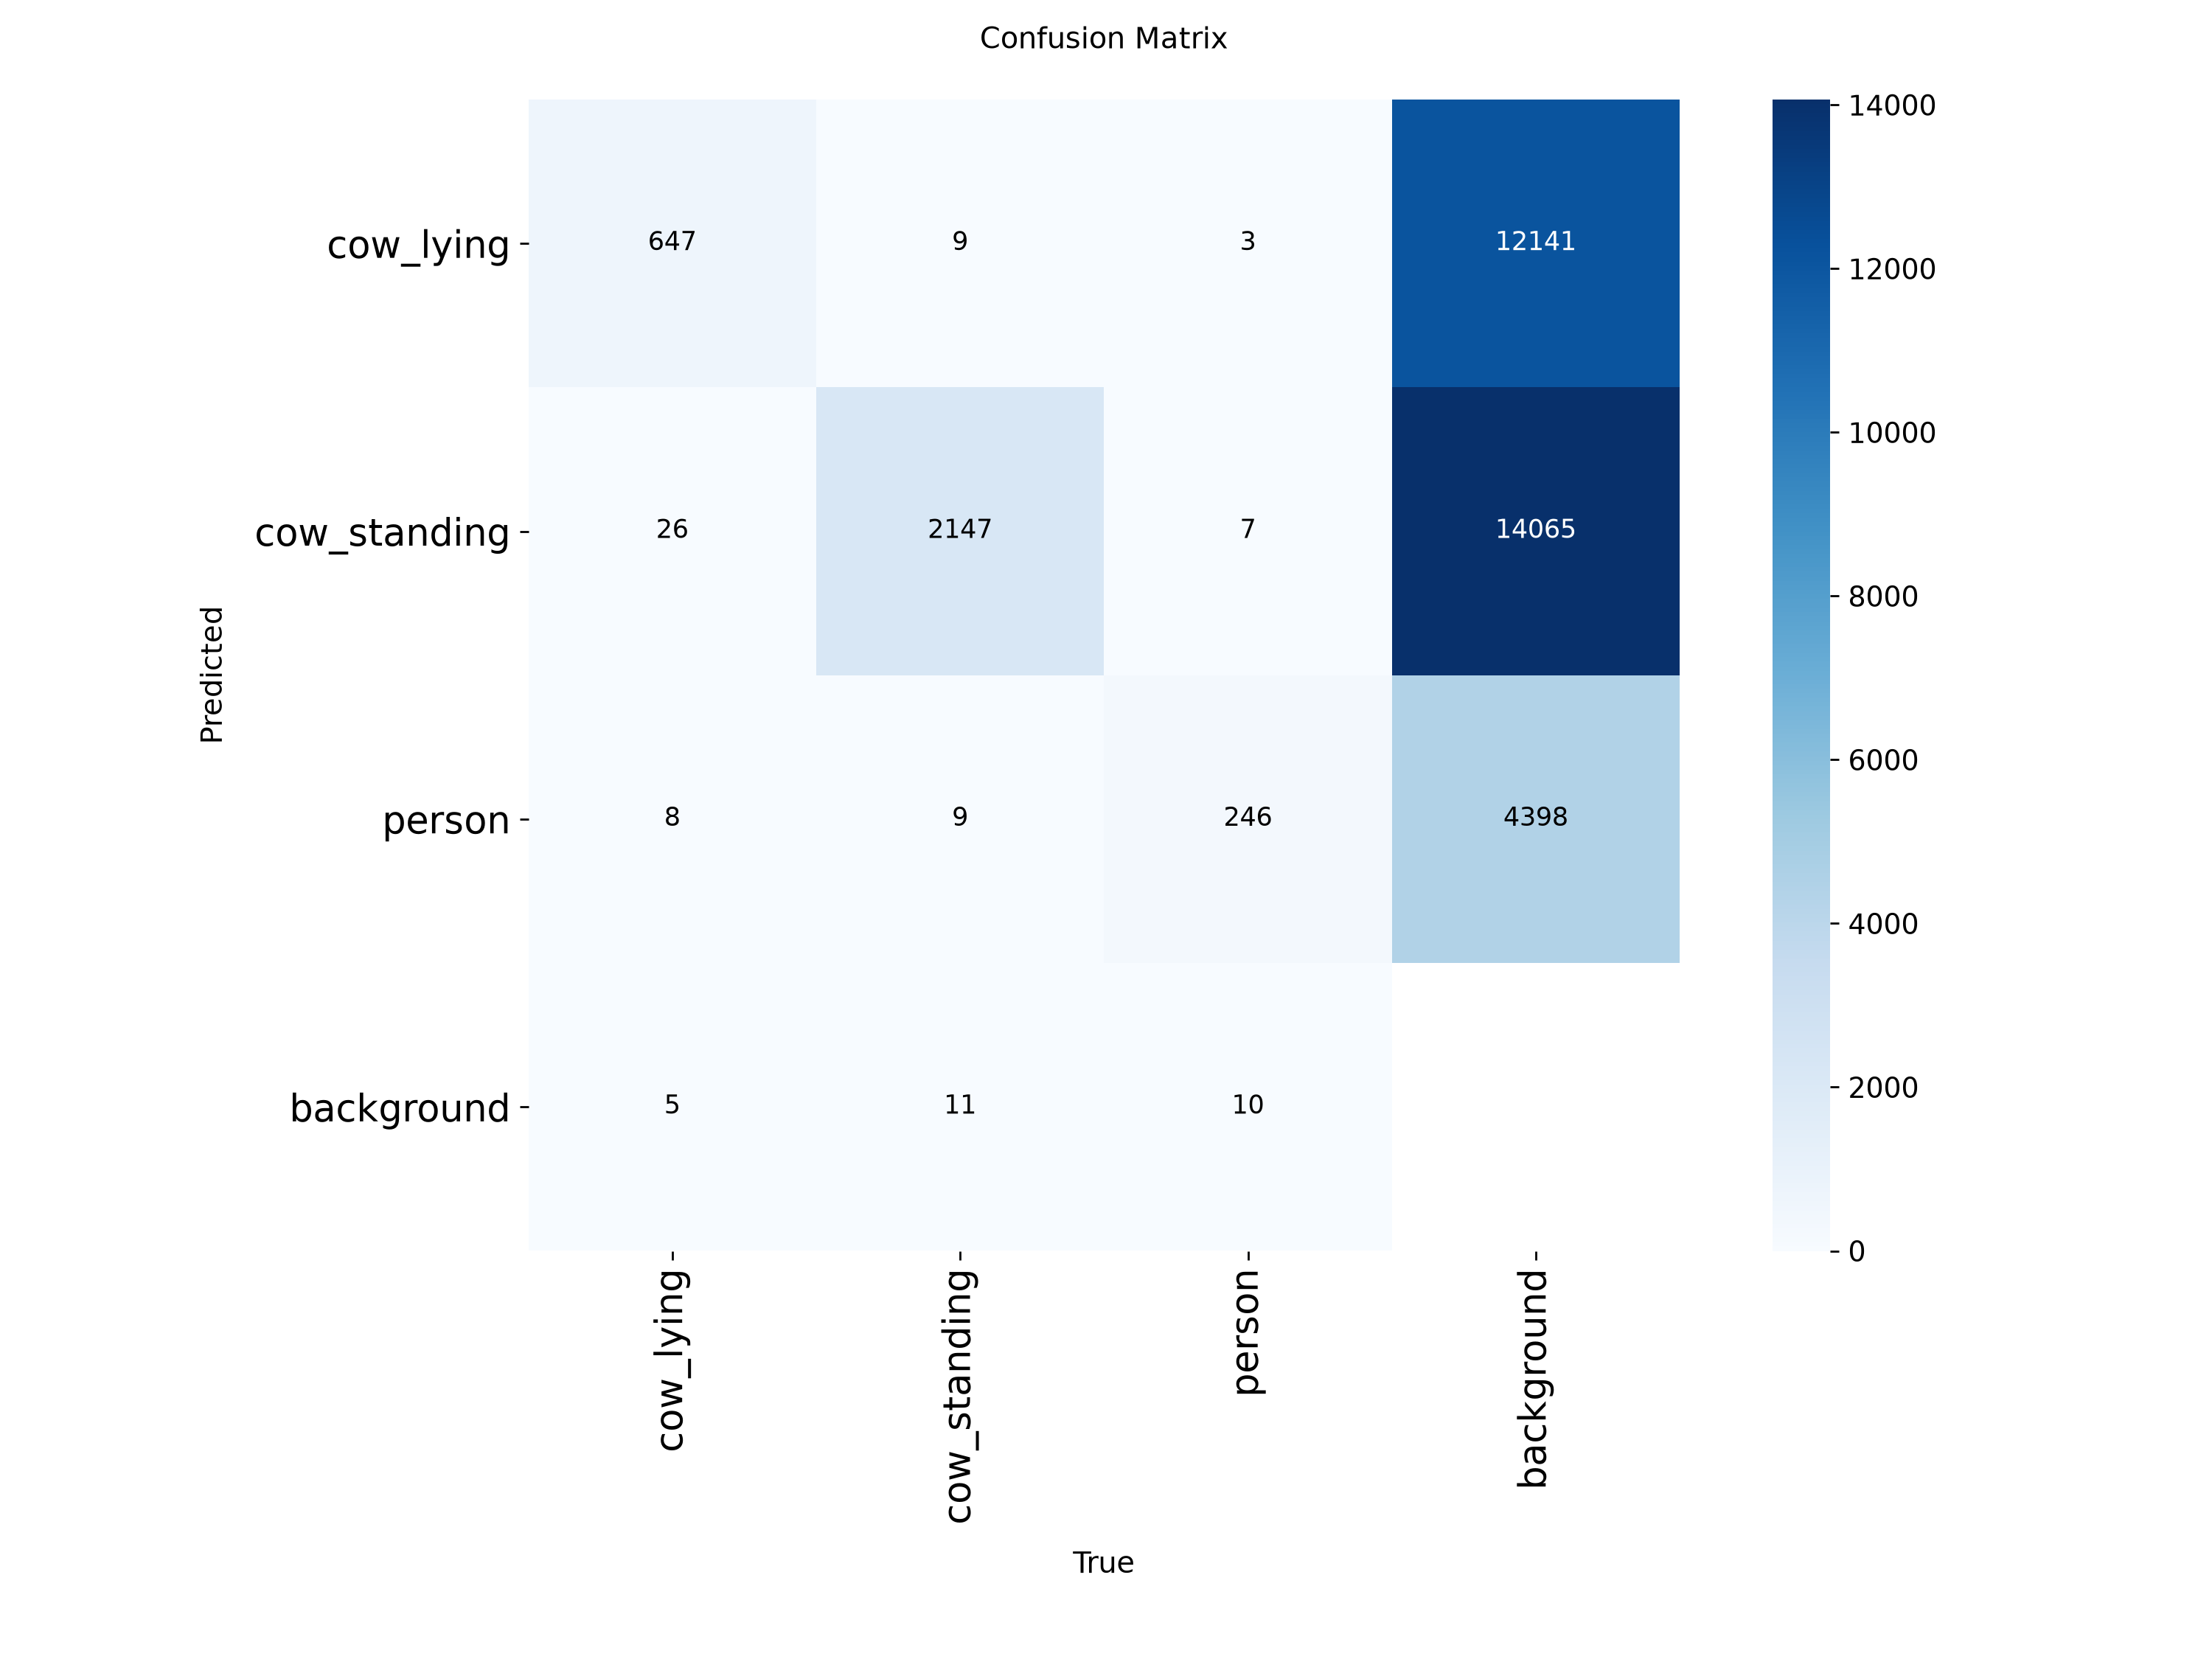 Confusion Matrix
cow_lying 647 9 3 12141
cow_standing 26 2147 7 14065
person 8 9 246 4398
background 5 11 10
cow_lying cow_standing person background
Predicted
True
14000
12000
10000
8000
6000
4000
2000
0